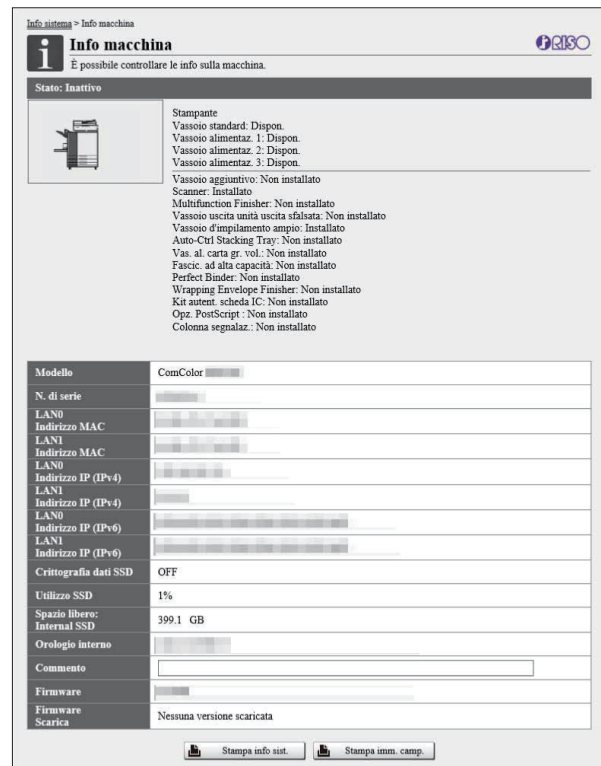 Info sistema > Info macchina
Info macchina
RISO
È possibile controllare le info sulla macchina.
Stato: Inattivo
Stampante
Vassoio standard: Dispon.
Vassoio alimentaz. 1: Dispon.
Vassoio alimentaz. 2: Dispon.
Vassoio alimentaz. 3: Dispon.
Vassoio aggiuntivo: Non installato
Scanner: Installato
Multifunction Finisher: Non installato
Vassoio uscita unità uscita sfalsata: Non installato
Vassoio d'impilamento ampio: Installato
Auto-Ctrl Stacking Tray: Non installato
Vas. al. carta gr. vol.: Non installato
Fascic. ad alta capacità: Non installato
Perfect Binder: Non installato
Wrapping Envelope Finisher: Non installato
Kit autent. scheda IC: Non installato
Opz. PostScript : Non installato
Colonna segnalaz.: Non installato
Modello ComColor
N. di serie
LAN0
Indirizzo MAC
LAN1
Indirizzo MAC
LAN0
Indirizzo IP (IPv4)
LAN1
Indirizzo IP (IPv4)
LAN0
Indirizzo IP (IPv6)
LAN1
Indirizzo IP (IPv6)
Crittografia dati SSD OFF
Utilizzo SSD 1%
Spazio libero:
Internal SSD 399.1 GB
Orologio interno
Commento
Firmware
Firmware
Scarica Nessuna versione scaricata
Stampa info sist. Stampa imm. camp.